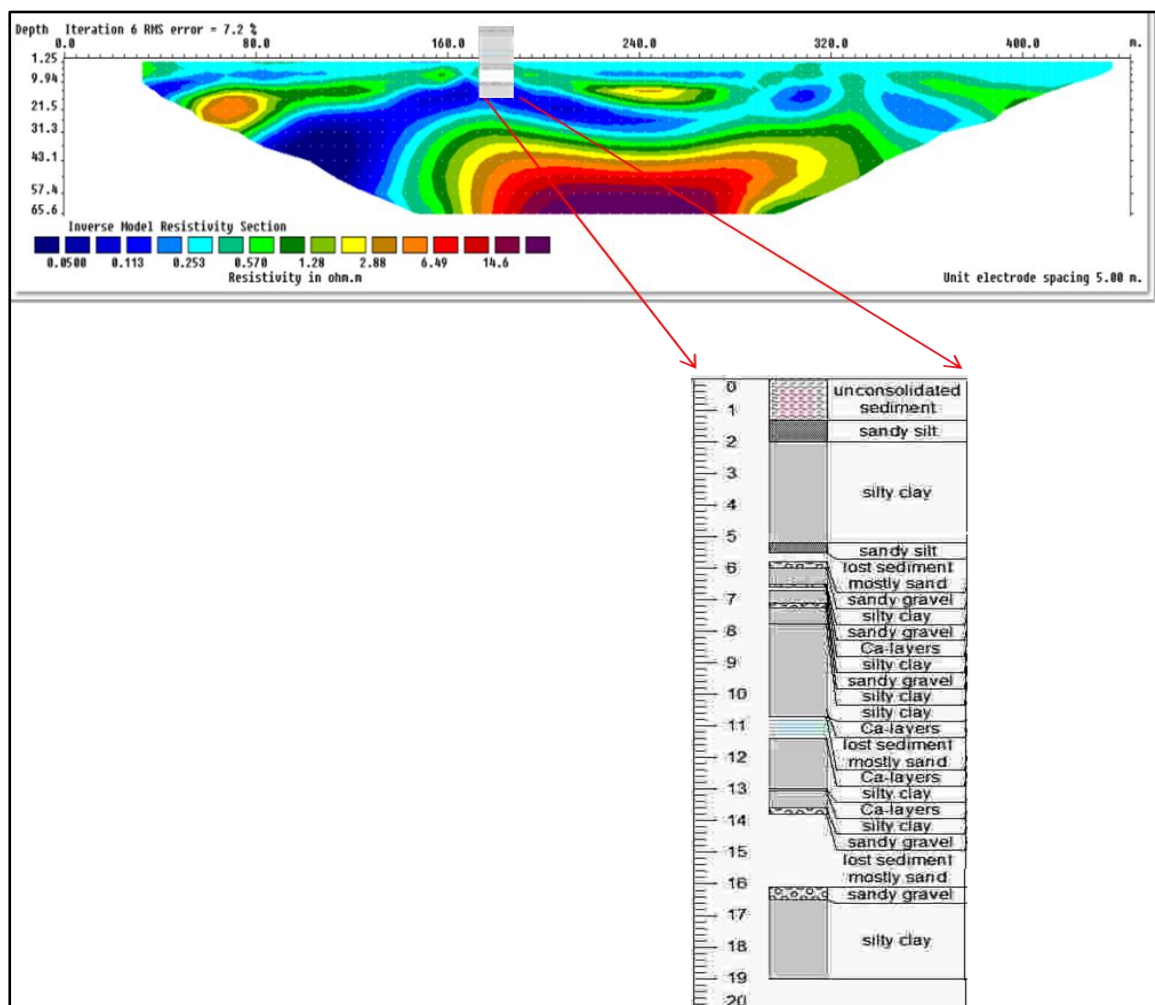 Depth Iteration 6 RMS error = 7.2 %
0.0 80.0 160.0 240.0 320.0 400.0 m.
1.25
9.94
21.5
31.3
43.1
57.4
65.6
Inverse Model Resistivity Section
0.0500 0.113 0.253 0.570 1.28 2.88 6.49 14.6
Resistivity in ohm.m
Unit electrode spacing 5.00 m.
0
unconsolidated
1
sediment
sandy silt
2
3
silty clay
4
5
sandy silt
6
lost sediment
mostly sand
7
sandy gravel
silty clay
8
sandy gravel
Ca-layers
9
silty clay
sandy gravel
10
silty clay
silty clay
11
Ca-layers
lost sediment
12
mostly sand
Ca-layers
13
silty clay
Ca-layers
14
silty clay
sandy gravel
15
lost sediment
mostly sand
16
sandy gravel
17
silty clay
18
19
20